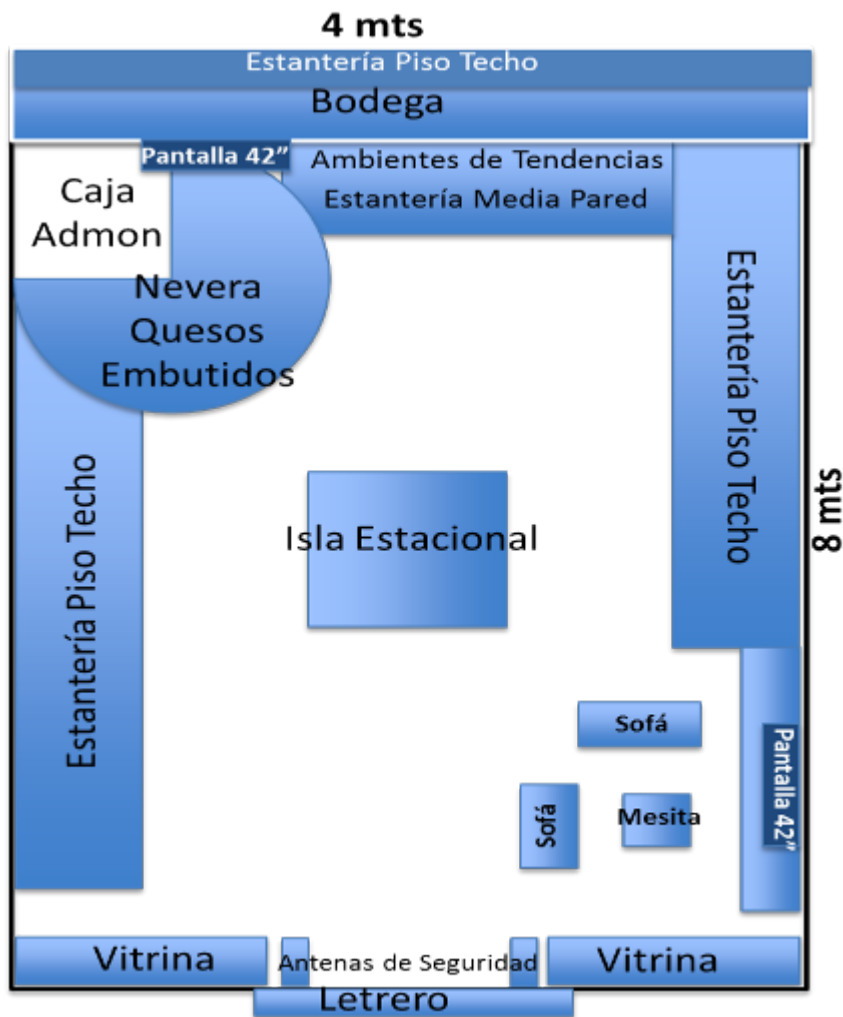 4 mts
Estantería Piso Techo
Bodega
Pantalla 42”
Ambientes de Tendencias
Estantería Media Pared
Caja
Admon
Nevera
Quesos
Embutidos
Estantería Piso Techo
8 mts
Isla Estacional
Estantería Piso Techo
Sofá
Pantalla 42”
Sofá
Mesita
Vitrina
Antenas de Seguridad
Vitrina
Letrero